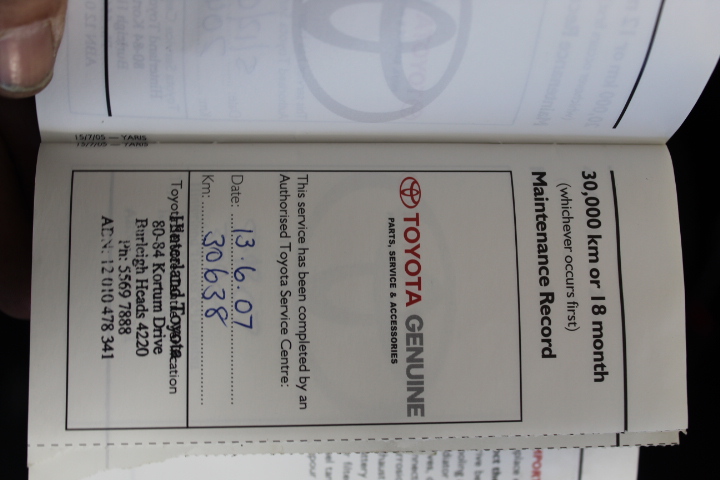 30,000 km or 18 month
(whichever occurs first)
Maintenance Record
TOYOTA GENUINE
PARTS, SERVICE & ACCESSORIES
This service has been completed by an
Authorised Toyota Service Centre:
Date: 13.6.07
Km: 30638
Hinterland Toyota
80-84 Kortum Drive
Burleigh Heads 4220
Ph: 5569 7888
12 010 478 341
15/7/05 — YARIS